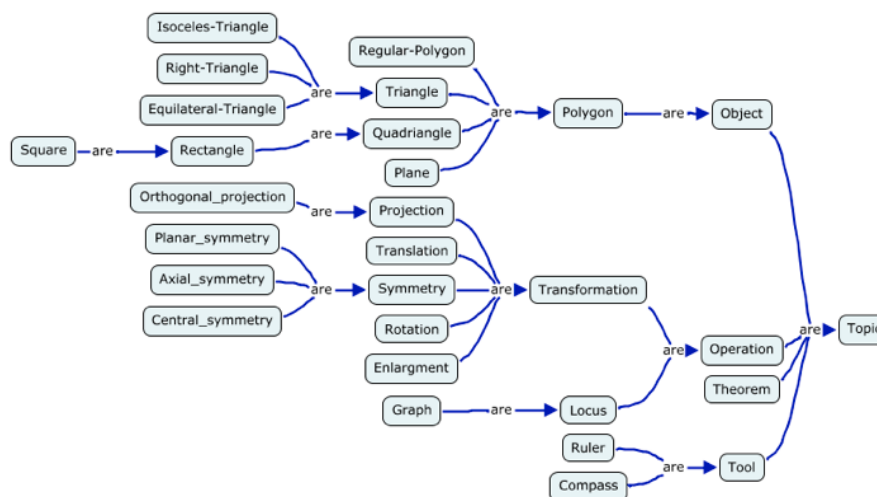 Isoceles-Triangle
Regular-Polygon
Right-Triangle
are
Triangle
Equilateral-Triangle
are
Polygon
are
Object
Square
are
Rectangle
are
Quadriangle
Plane
Orthogonal_projection
are
Projection
Planar_symmetry
Translation
Axial_symmetry
are
Symmetry
are
Transformation
Central_symmetry
Rotation
are
Topic
Enlargment
are
Operation
Theorem
Graph
are
Locus
Ruler
are
Tool
Compass